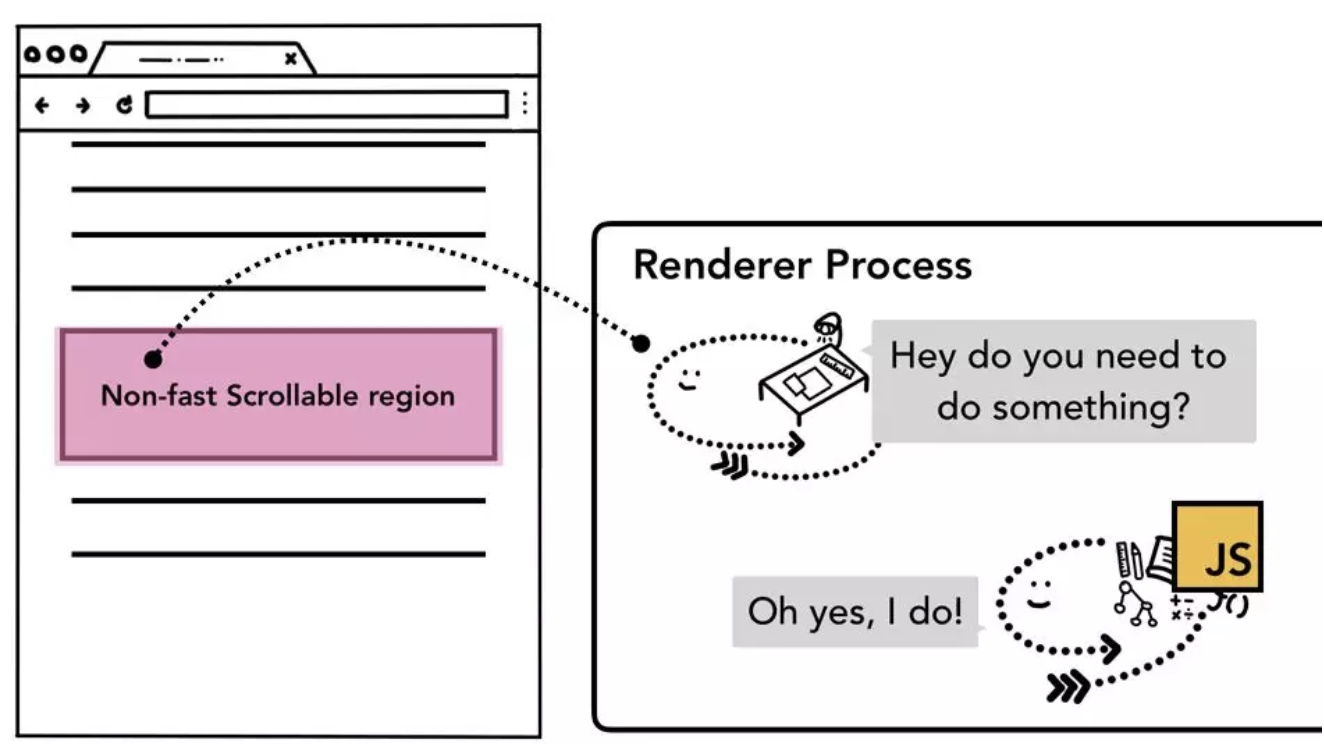 Renderer Process
Non-fast Scrollable region
Hey do you need to
do something?
Oh yes, I do!
JS
+-
×÷